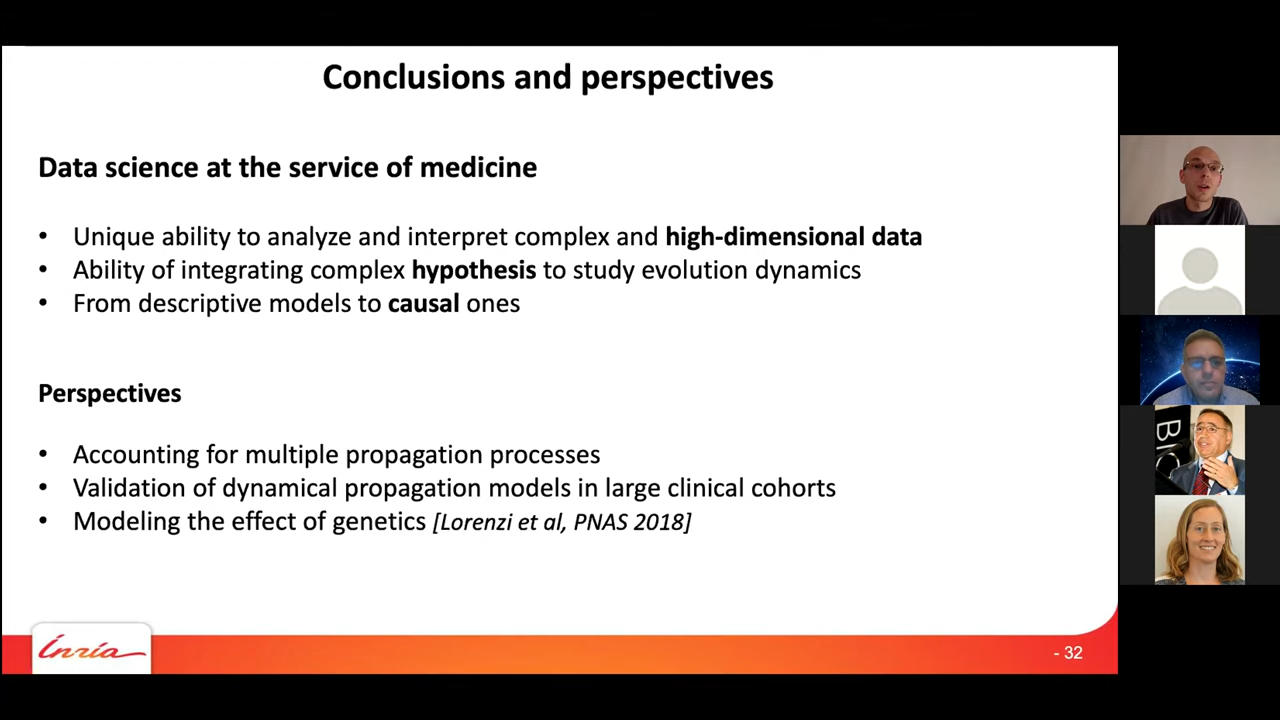 Conclusions and perspectives
Data science at the service of medicine
• Unique ability to analyze and interpret complex and high-dimensional data
• Ability of integrating complex hypothesis to study evolution dynamics
• From descriptive models to causal ones
Perspectives
• Accounting for multiple propagation processes
• Validation of dynamical propagation models in large clinical cohorts
• Modeling the effect of genetics [Lorenzi et al, PNAS 2018]
Inria
- 32